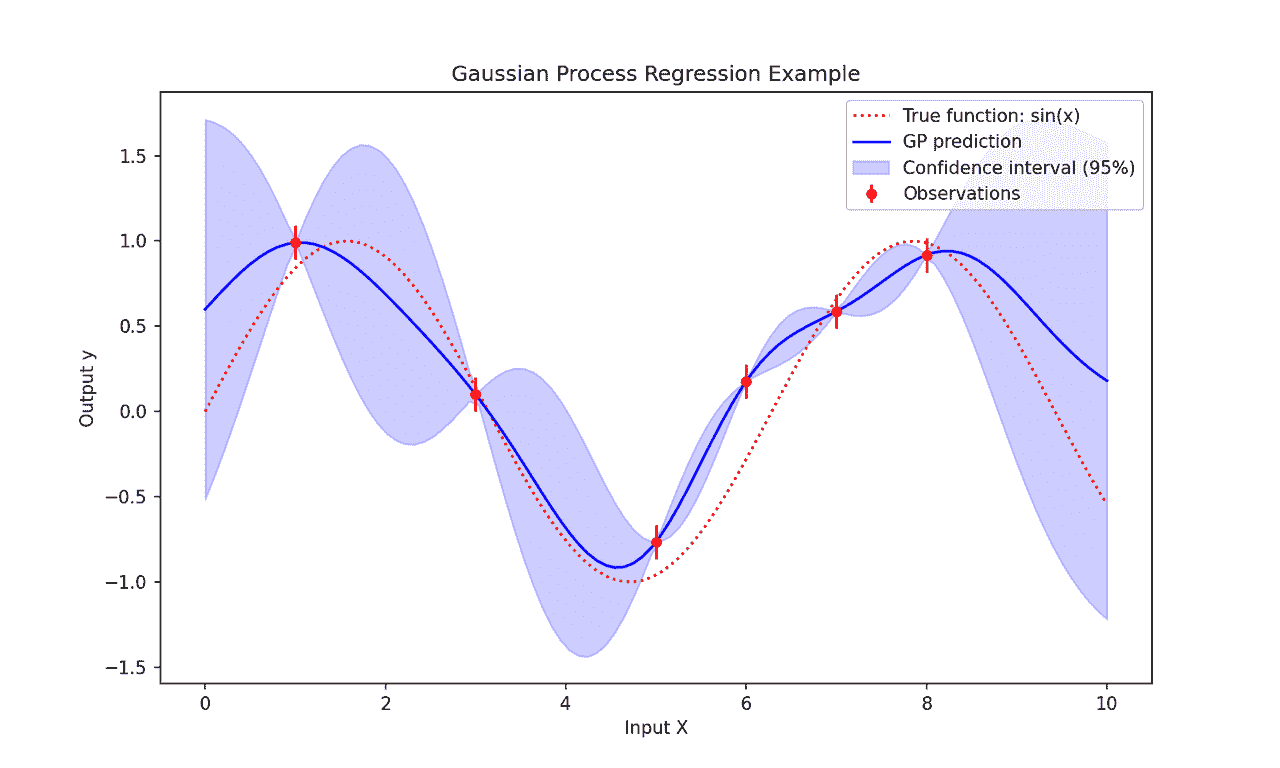 Gaussian Process Regression Example
True function: sin(x)
GP prediction
Confidence interval (95%)
Observations
1.5
1.0
0.5
0.0
−0.5
−1.0
−1.5
Output y
0 2 4 6 8 10
Input X